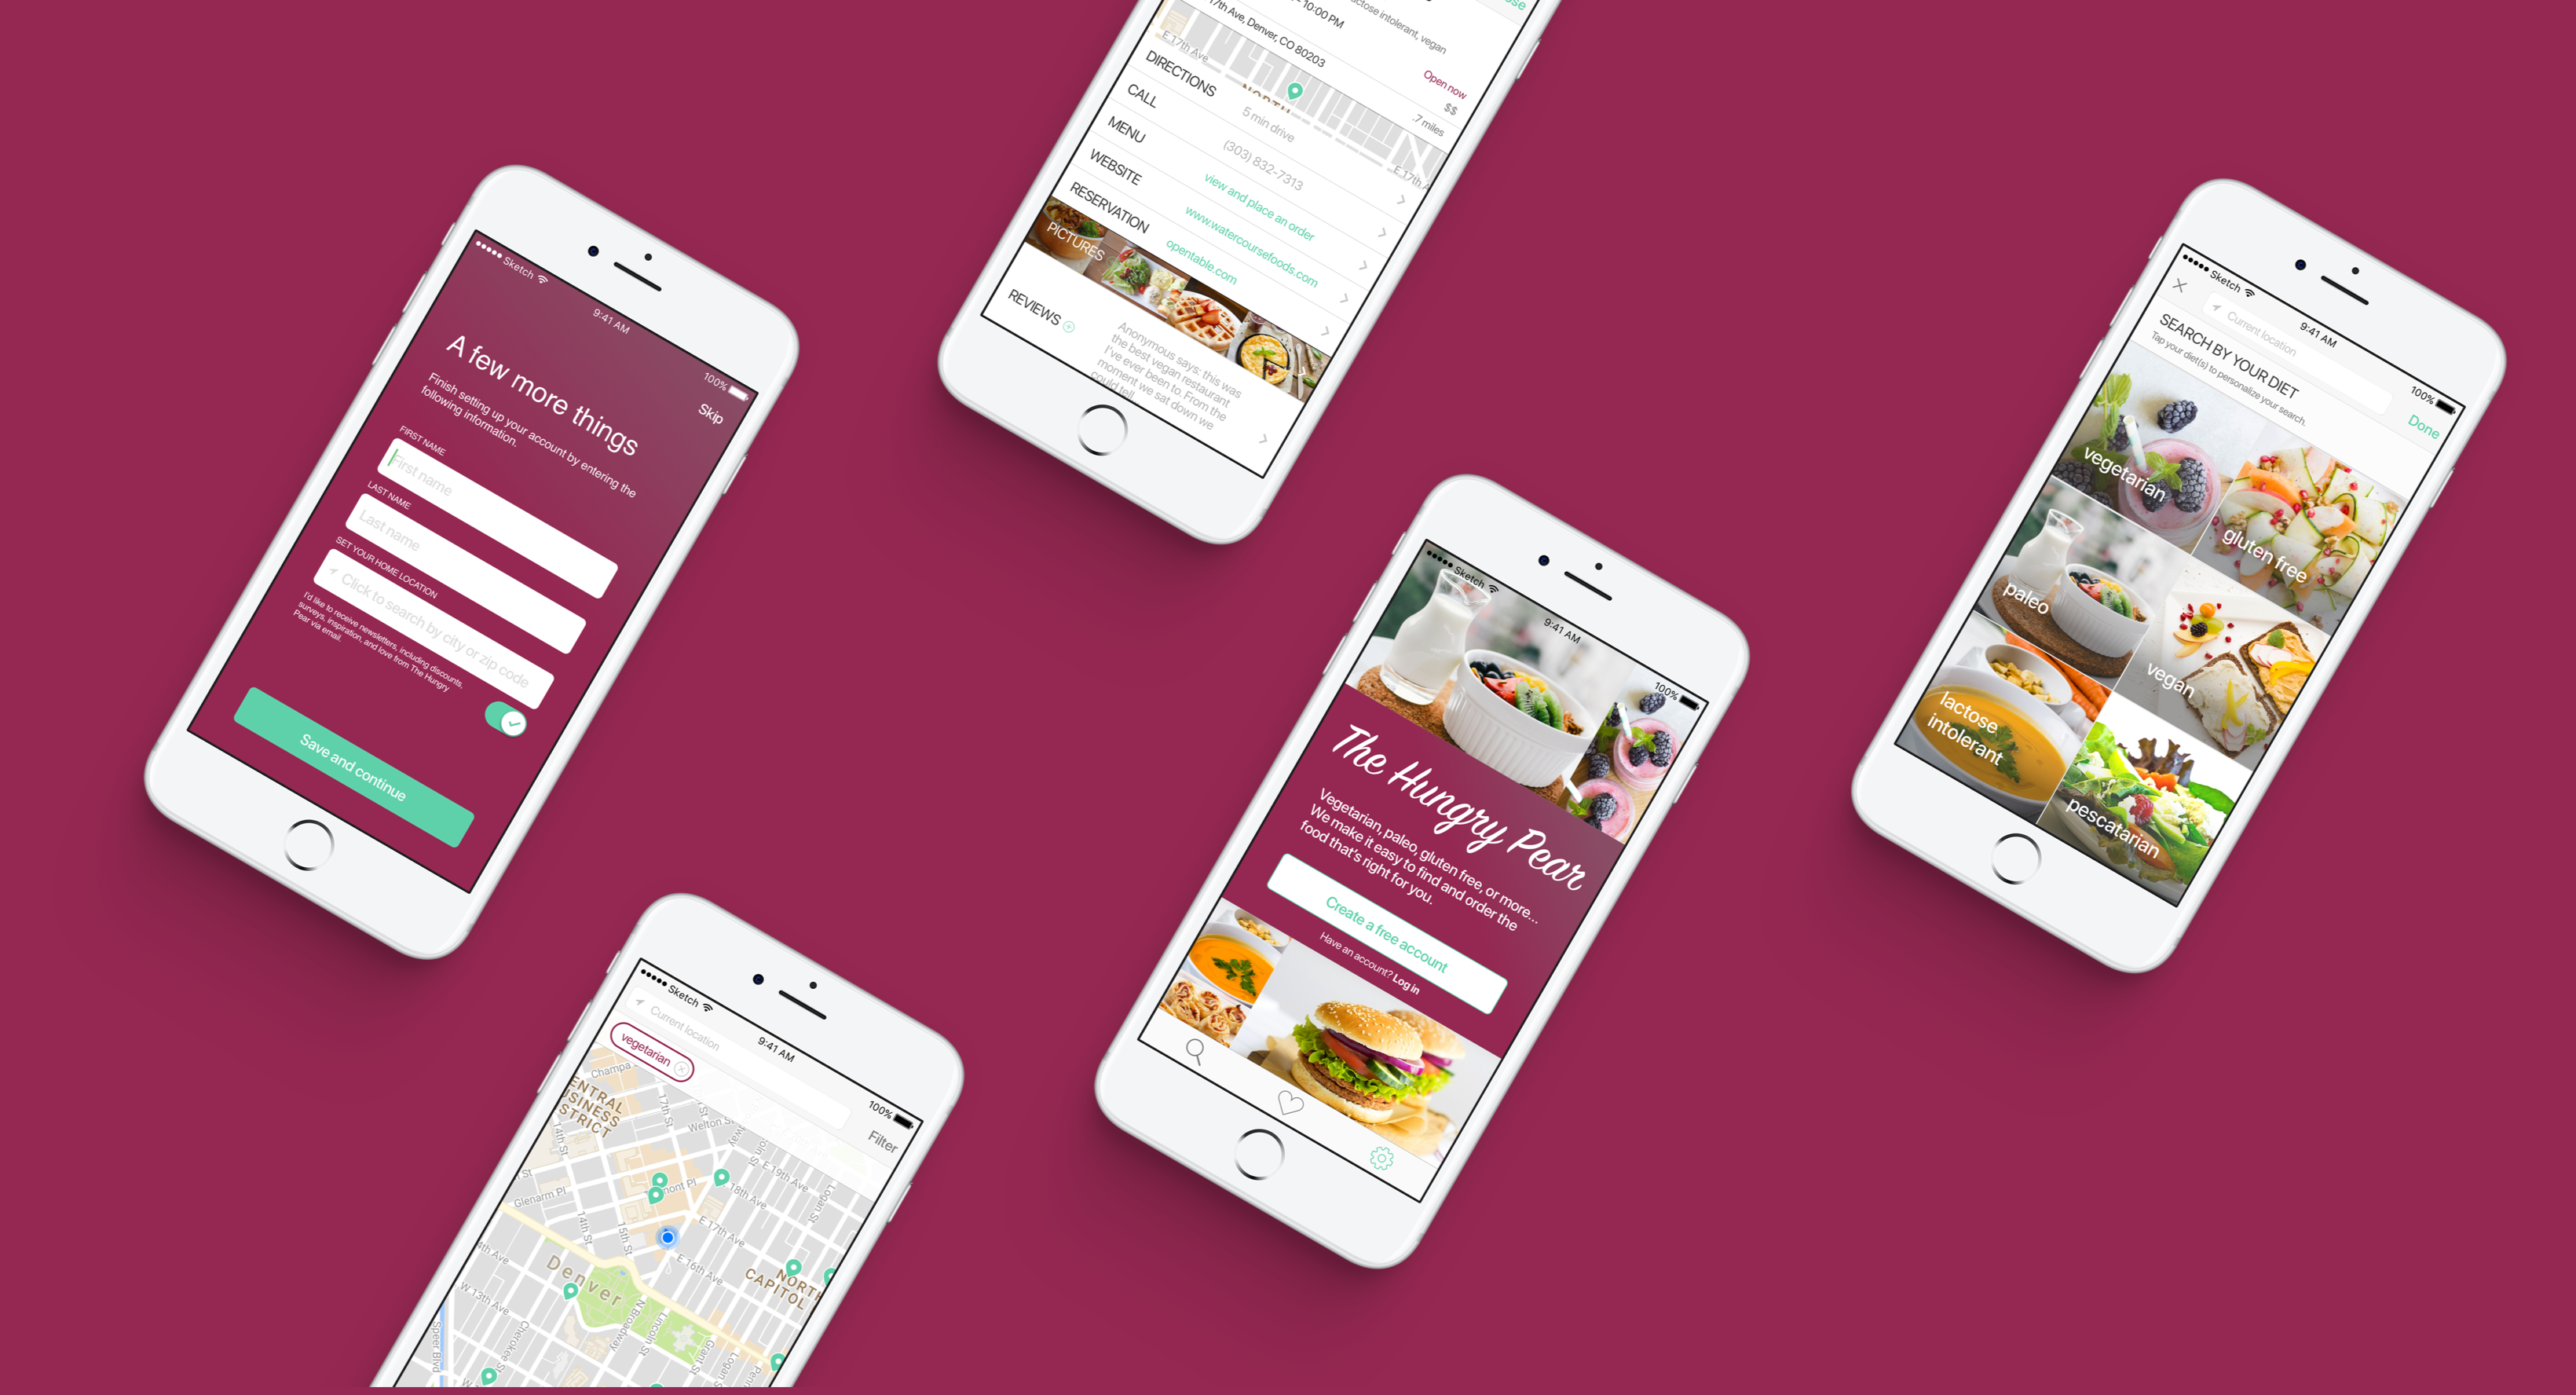 Sketch
9:41 AM
100%
Skip
A few more things
Finish setting up your account by entering the
following information.
FIRST NAME
First name
LAST NAME
Last name
SET YOUR HOME LOCATION
Click to search by city or zip code
I'd like to receive newsletters, including discounts,
surveys, inspiration, and love from The Hungry
Pear via email.
Save and continue
lactose intolerant, vegan
10:00 PM
17th Ave, Denver, CO 80203
Open now
$$
.7 miles
E 17th Ave
NORTH
DIRECTIONS
5 min drive
CALL
(303) 832-7313
MENU
view and place an order
WEBSITE
www.watercoursefoods.com
RESERVATION
opentable.com
PICTURES
REVIEWS
Anonymous says: this was
the best vegan restaurant
I've ever been to. From the
moment we sat down we
could tell
Sketch
9:41 AM
100%
Current location
Done
SEARCH BY YOUR DIET
Tap your diet(s) to personalize your search.
vegetarian
gluten free
paleo
vegan
lactose
intolerant
pescatarian
Sketch
9:41 AM
100%
The Hungry Pear
Vegetarian, paleo, gluten free, or more...
We make it easy to find and order the
food that's right for you.
Create a free account
Have an account? Log in
Sketch
9:41 AM
100%
Current location
Filter
vegetarian
Champa
17th St
Welton St
E 19th Ave
Logan St
14th St
Glenarm Pl
18th Ave
14th St
15th St
E 17th Ave
E 16th Ave
Denver
NORTH
CAPITOL
W 13th Ave
Speer Blvd
Cherokee St
N Broadway
Lincoln St
Grant St
Logan